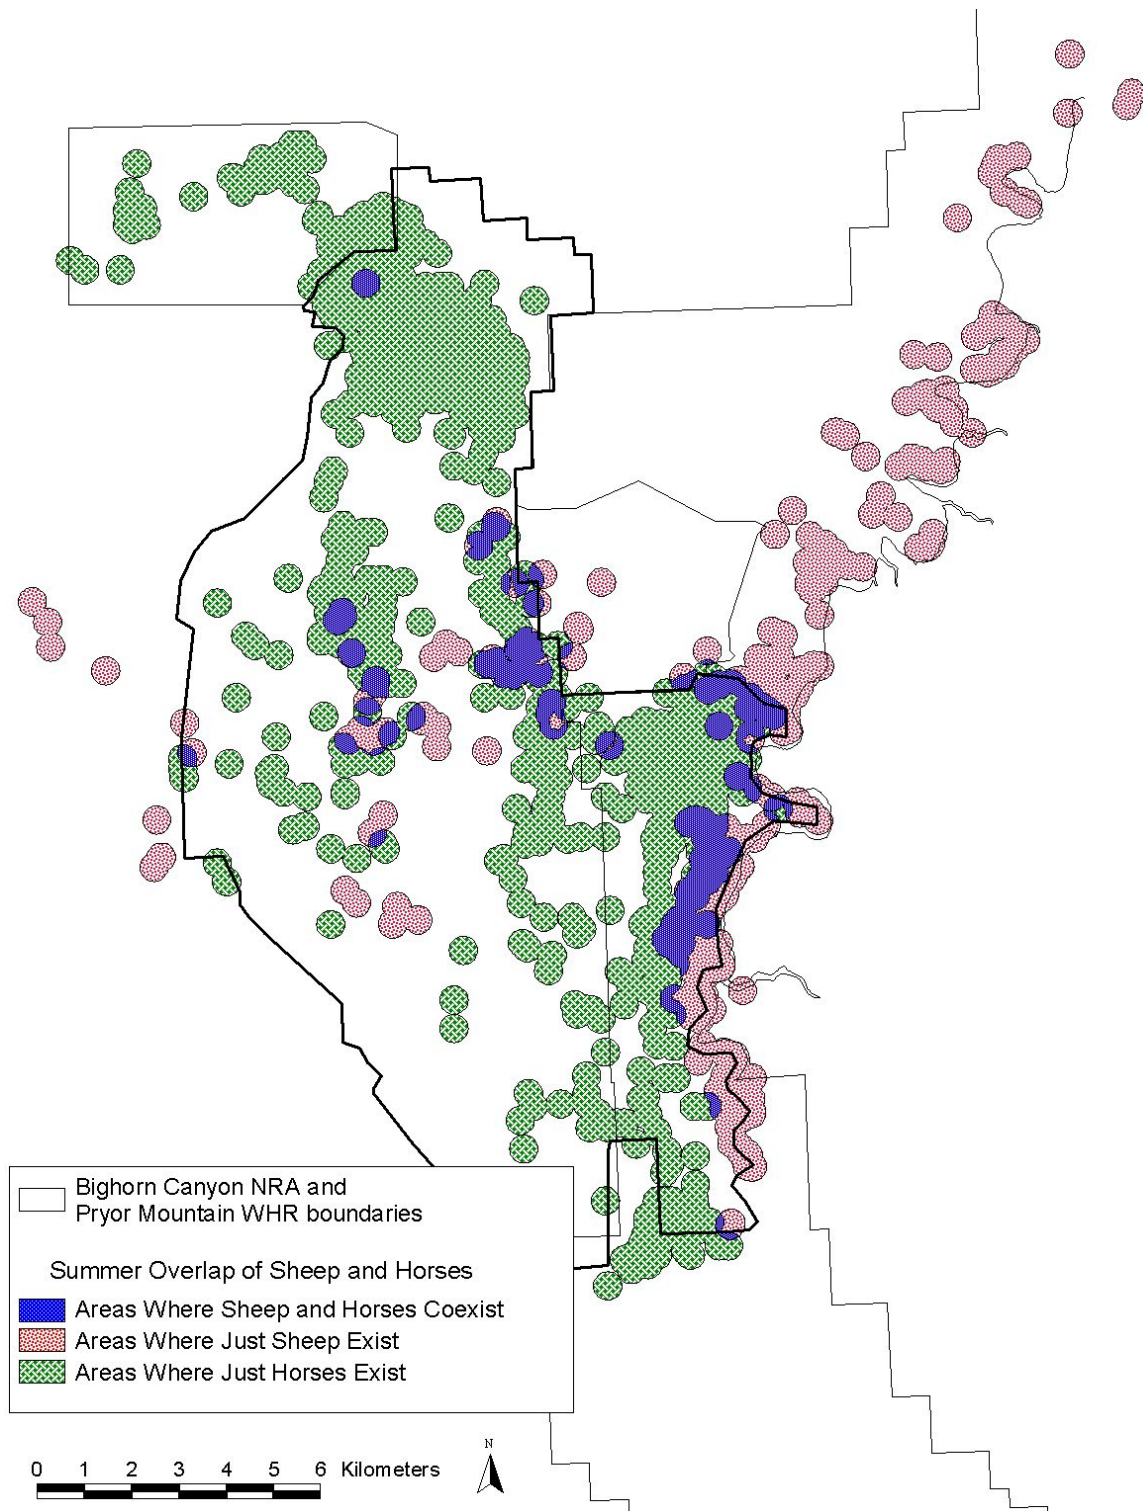 Bighorn Canyon NRA and
Pryor Mountain WHR boundaries
Summer Overlap of Sheep and Horses
Areas Where Sheep and Horses Coexist
Areas Where Just Sheep Exist
Areas Where Just Horses Exist
0 1 2 3 4 5 6 Kilometers
N